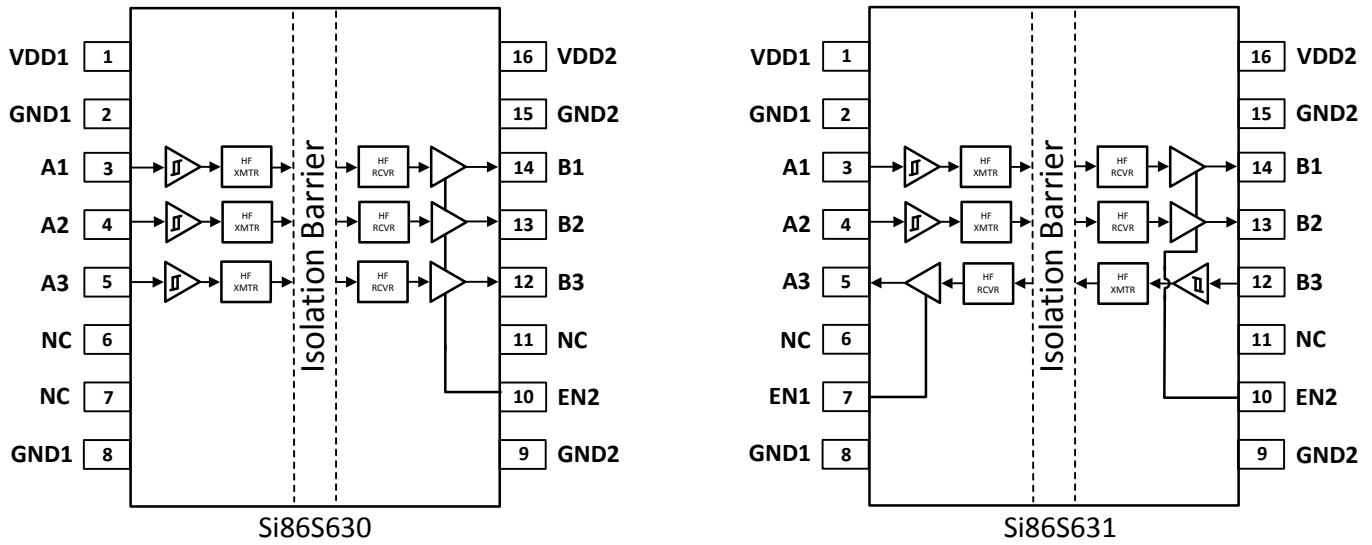 VDD1 1
16 VDD2
GND1 2
15 GND2
A1 3 HF XMTR
HF RCVR 14 B1
A2 4 HF XMTR
HF RCVR 13 B2
A3 5 HF XMTR
HF RCVR 12 B3
NC 6
11 NC
NC 7
10 EN2
GND1 8
9 GND2
Isolation Barrier
Si86S630
VDD1 1
16 VDD2
GND1 2
15 GND2
A1 3 HF XMTR
HF RCVR 14 B1
A2 4 HF XMTR
HF RCVR 13 B2
A3 5 HF RCVR
HF XMTR 12 B3
NC 6
11 NC
EN1 7
10 EN2
GND1 8
9 GND2
Isolation Barrier
Si86S631